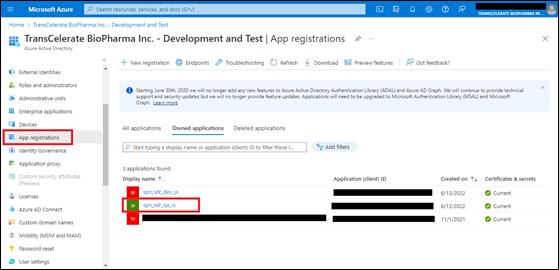 Microsoft Azure
Search resources, services, and docs (G+/)
TRANSCELERATE BIOPHARMA INC...
Home > TransCelerate BioPharma Inc. - Development and Test >
TransCelerate BioPharma Inc. - Development and Test | App registrations
Azure Active Directory
External Identities
Roles and administrators
Administrative units
Enterprise applications
Devices
App registrations
Identity Governance
Application proxy
Custom security attributes
(Preview)
Licenses
Azure AD Connect
Custom domain names
Mobility (MDM and MAM)
Password reset
User settings
New registration
Endpoints
Troubleshooting
Refresh
Download
Preview features
Got feedback?
Starting June 30th, 2020 we will no longer add any new features to Azure Active Directory Authentication Library (ADAL) and Azure AD Graph. We will continue to provide
technical support and security updates but we will no longer provide feature updates. Applications will need to be upgraded to Microsoft Authentication Library (MSAL) and Microsoft
Graph. Learn more
All applications
Owned applications
Deleted applications
Start typing a display name or application (client) ID to filter these r...
Add filters
3 applications found
Display name
Application (client) ID
Created on
Certificates & secrets
SP
spn_sdr_dev_ui
6/13/2022
Current
SP
spn_sdr_qa_ui
6/13/2022
Current
TD
11/1/2021
Current